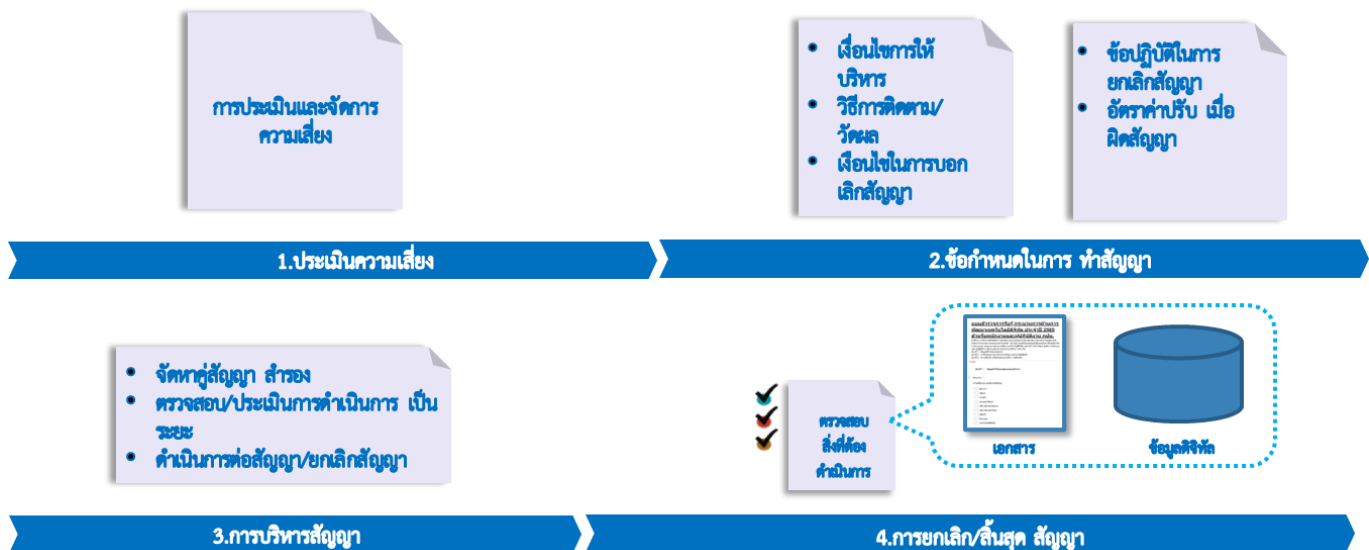 การประเมินและจัดการ
ความเสี่ยง
• เงื่อนไขการให้
บริหาร
• วิธีการติดตาม/
วัดผล
• เงื่อนไขในการบอก
เลิกสัญญา
• ข้อปฏิบัติในการ
ยกเลิกสัญญา
• อัตราค่าปรับ เมื่อ
ผิดสัญญา
1.ประเมินความเสี่ยง
2.ข้อกำหนดในการ ทำสัญญา
• จัดหาคู่สัญญา สำรอง
• ตรวจสอบ/ประเมินการดำเนินการ เป็น
ระยะ
• ดำเนินการต่อสัญญา/ยกเลิกสัญญา
ตรวจสอบ
สิ่งที่ต้อง
ดำเนินการ
เอกสาร
ข้อมูลดิจิทัล
3.การบริหารสัญญา
4.การยกเลิก/สิ้นสุด สัญญา